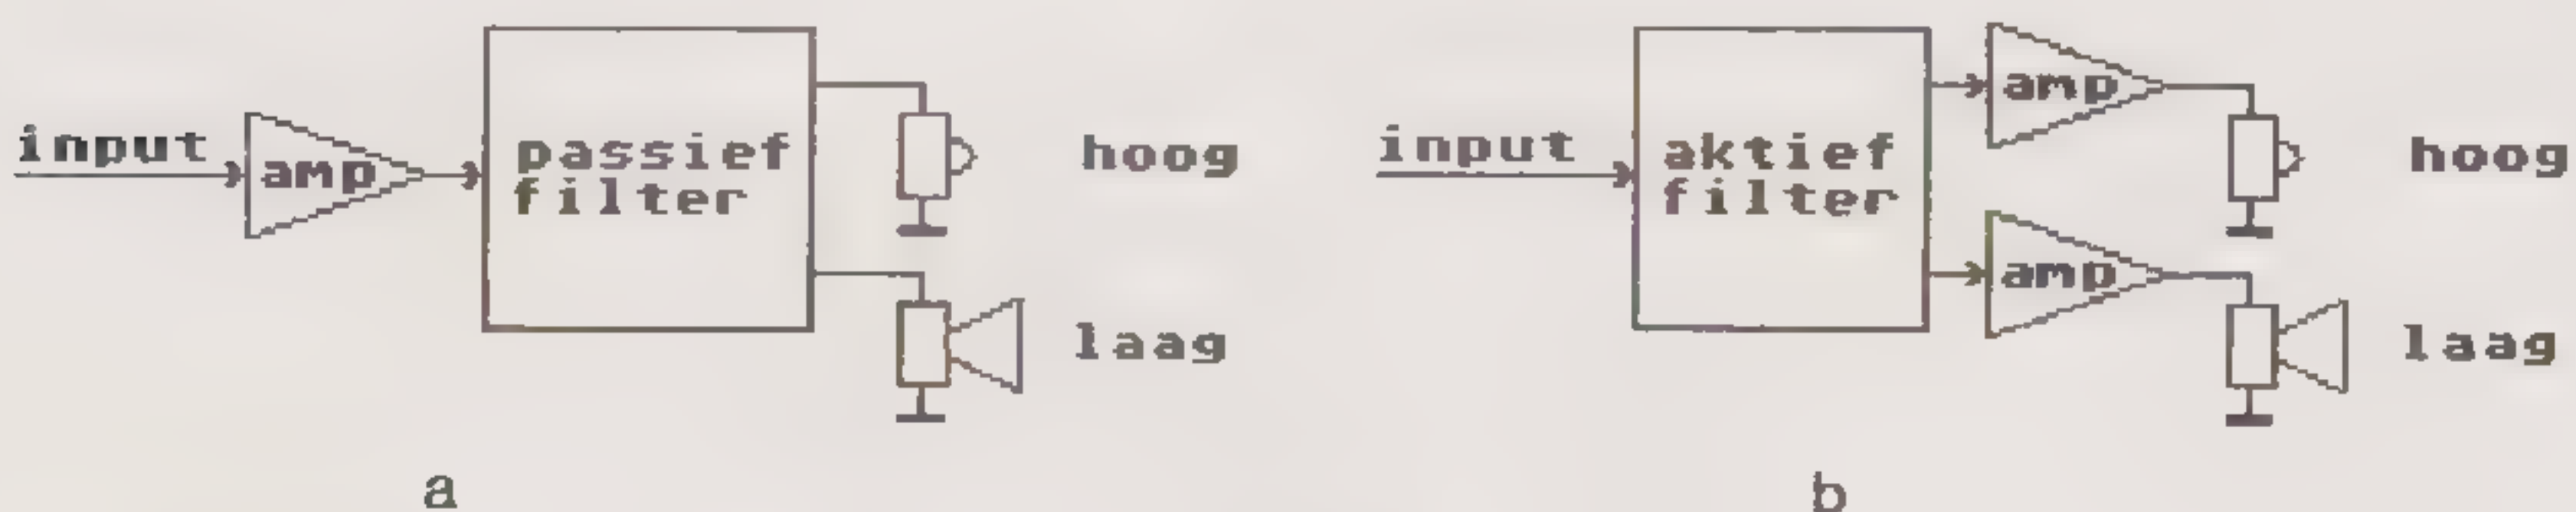 input
amp
passief
filter
hoog
laag
a
input
aktief
filter
amp
hoog
amp
laag
b